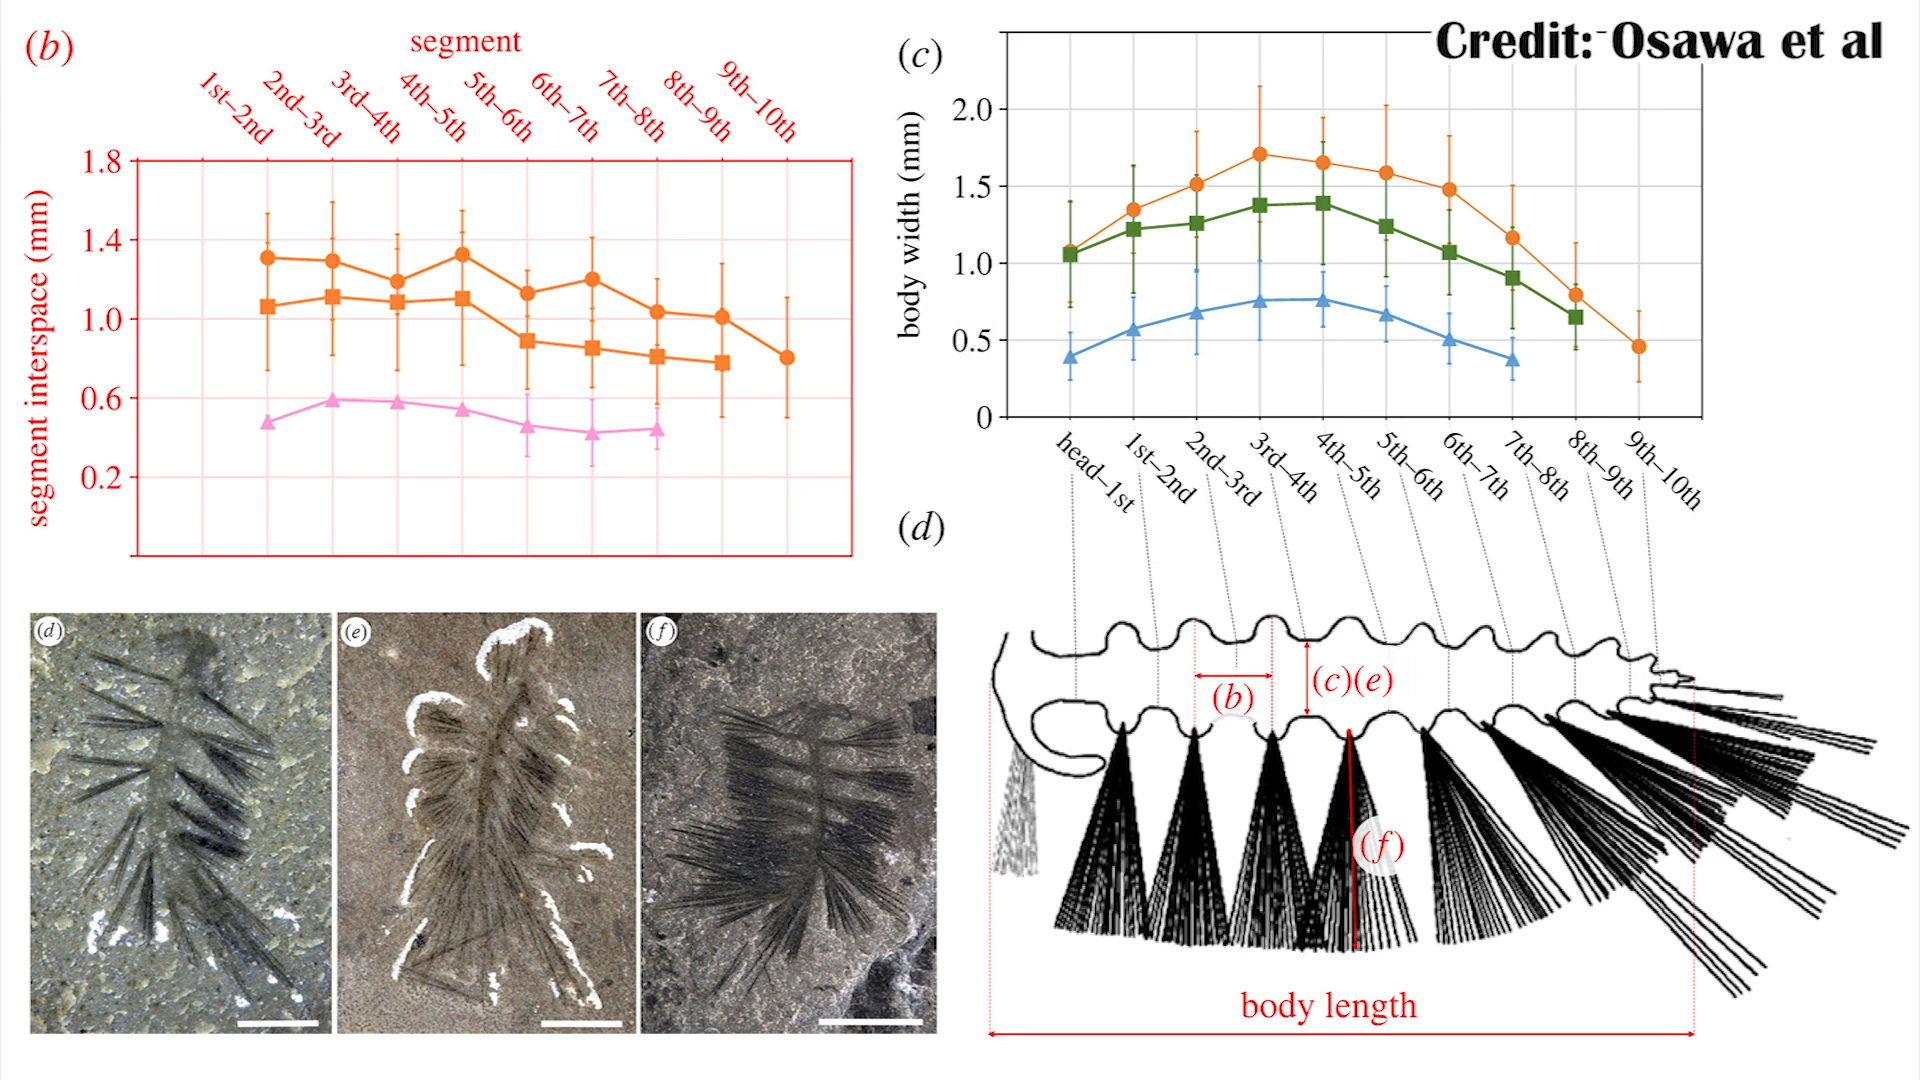 Credit: Osawa et al
(b)
segment
1st–2nd
2nd–3rd
3rd–4th
4th–5th
5th–6th
6th–7th
7th–8th
8th–9th
9th–10th
segment interspace (mm)
1.8
1.4
1.0
0.6
0.2
(c)
body width (mm)
2.0
1.5
1.0
0.5
0
head–1st
1st–2nd
2nd–3rd
3rd–4th
4th–5th
5th–6th
6th–7th
7th–8th
8th–9th
9th–10th
(d)
(b)
(c)(e)
(f)
body length
(d)
(e)
(f)